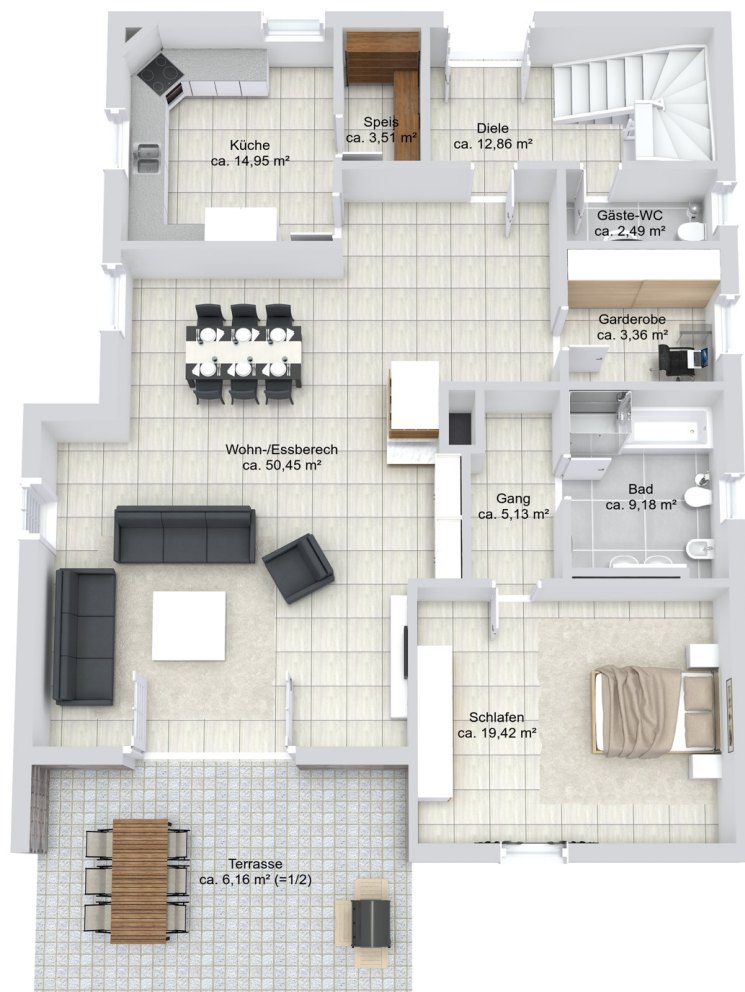 Küche
ca. 14,95 m²
Speis
ca. 3,51 m²
Diele
ca. 12,86 m²
Gäste-WC
ca. 2,49 m²
Garderobe
ca. 3,36 m²
Wohn-/Essberech
ca. 50,45 m²
Gang
ca. 5,13 m²
Bad
ca. 9,18 m²
Schlafen
ca. 19,42 m²
Terrasse
ca. 6,16 m² (=1/2)